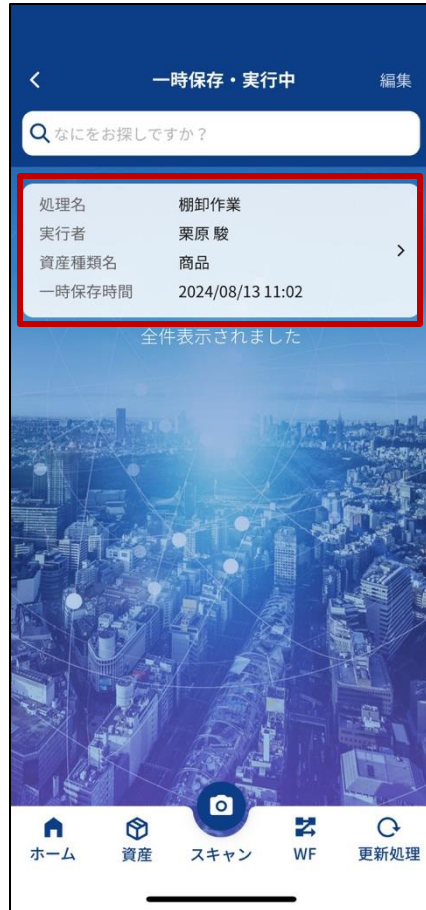 一時保存・実行中 編集
なにをお探しですか？
処理名 棚卸作業
実行者 栗原 駿
資産種類名 商品
一時保存時間 2024/08/13 11:02
全件表示されました
ホーム 資産 スキャン WF 更新処理